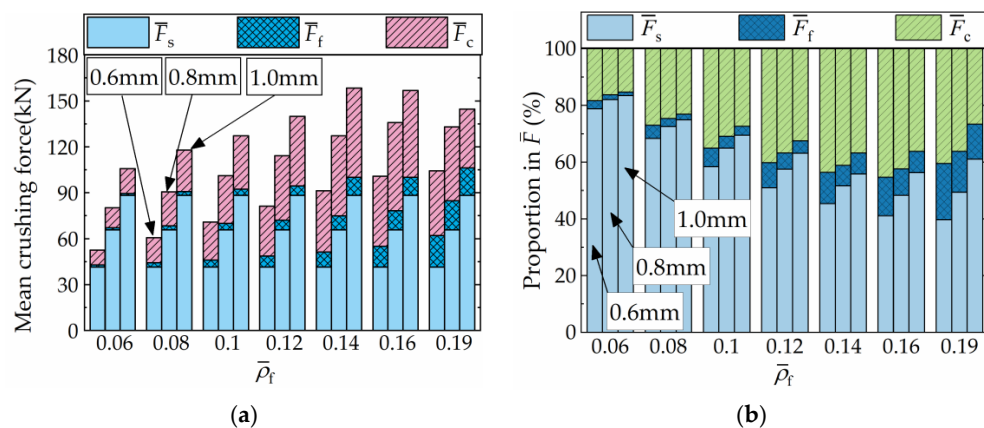 (a)
F̅s F̅f F̅c
Mean crushing force(kN)
180
150
120
90
60
30
0
0.6mm
0.8mm
1.0mm
0.06 0.08 0.1 0.12 0.14 0.16 0.19
ρ̅f
(a)
(b)
F̅s F̅f F̅c
Proportion in F̅ (%)
100
80
60
40
20
0
1.0mm
0.8mm
0.6mm
0.06 0.08 0.1 0.12 0.14 0.16 0.19
ρ̅f
(b)